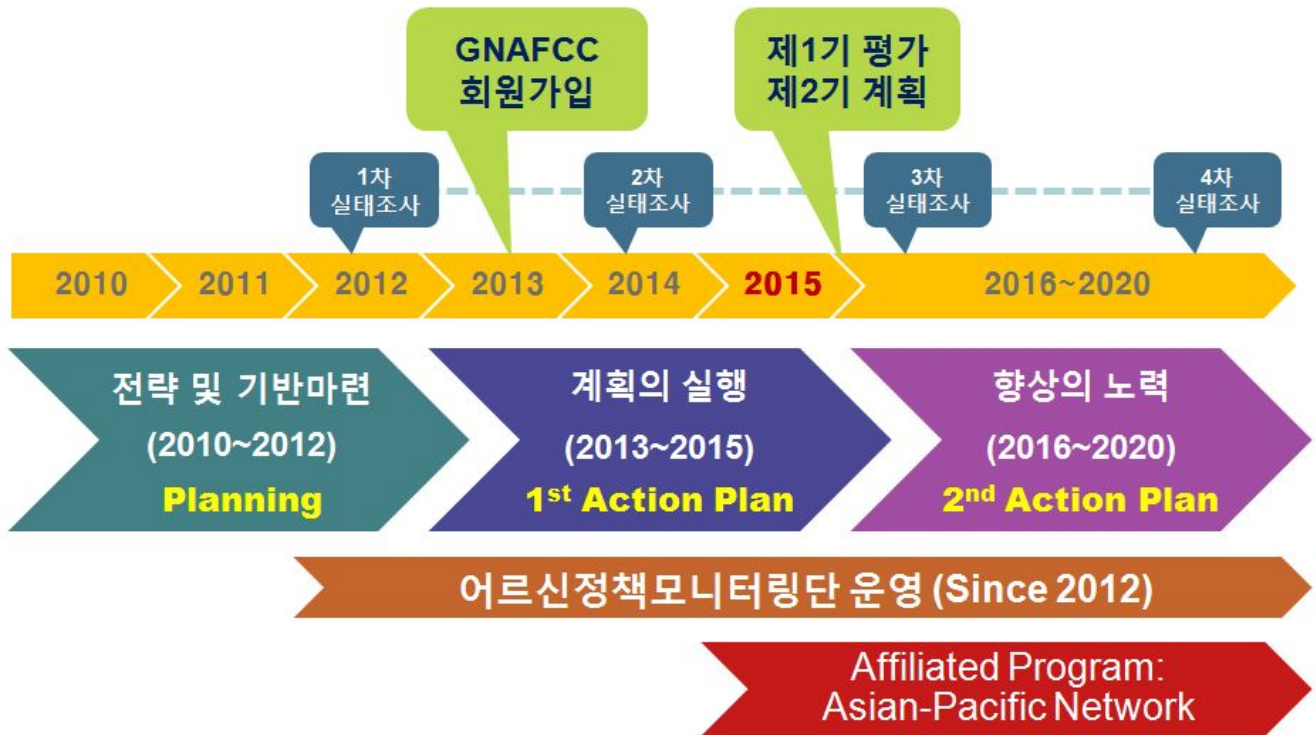 GNAFCC
회원가입
제1기 평가
제2기 계획
1차
실태조사
2차
실태조사
3차
실태조사
4차
실태조사
2010
2011
2012
2013
2014
2015
2016~2020
전략 및 기반마련
(2010~2012)
Planning
계획의 실행
(2013~2015)
1st Action Plan
향상의 노력
(2016~2020)
2nd Action Plan
어르신정책모니터링단 운영 (Since 2012)
Affiliated Program:
Asian-Pacific Network